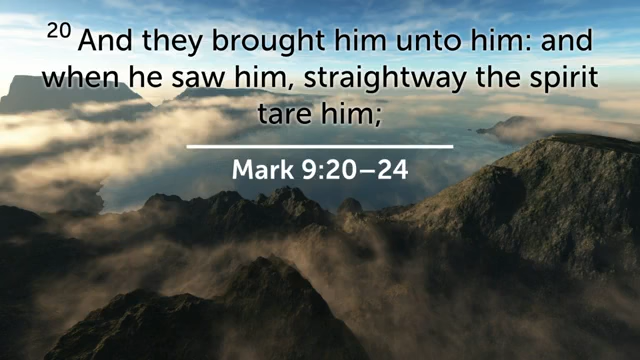 20 And they brought him unto him: and
when he saw him, straightway the spirit
tare him;
Mark 9:20–24